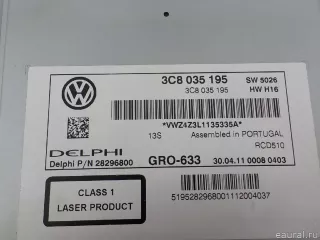 3C8 035 195 SW 5026
3C8 035 195 HW H16
*VWZ4Z3L1135335A*
13S Assembled in PORTUGAL
DELPHI RCD510
Delphi P/N 28296800 GRO-633 30.04.11 0008 0403
CLASS 1
LASER PRODUCT
5195282968001112004037
eaural.ru